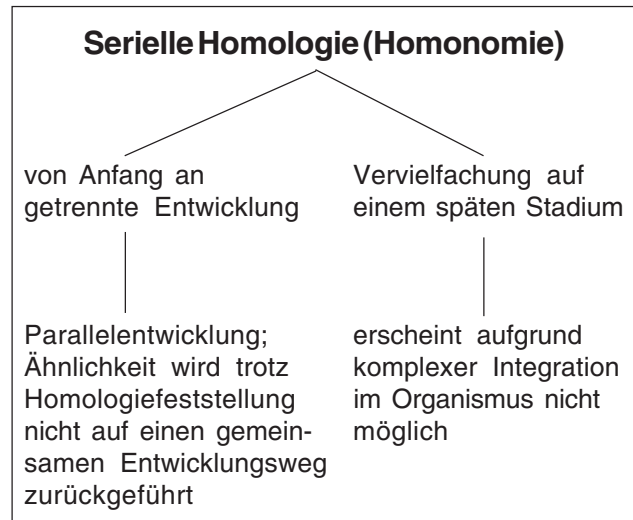 Serielle Homologie (Homonomie)
von Anfang an
getrennte Entwicklung
Vervielfachung auf
einem späten Stadium
Parallelentwicklung;
Ähnlichkeit wird trotz
Homologiefeststellung
nicht auf einen gemein-
samen Entwicklungsweg
zurückgeführt
erscheint aufgrund
komplexer Integration
im Organismus nicht
möglich